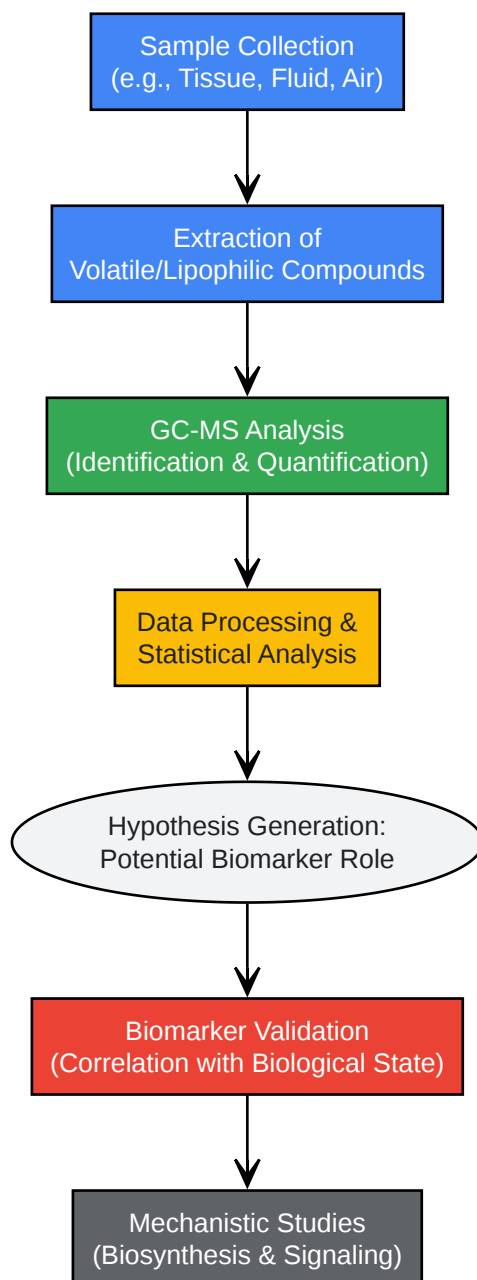 Sample Collection
(e.g., Tissue, Fluid, Air)
Extraction of
Volatile/Lipophilic Compounds
GC-MS Analysis
(Identification & Quantification)
Data Processing &
Statistical Analysis
Hypothesis Generation:
Potential Biomarker Role
Biomarker Validation
(Correlation with Biological State)
Mechanistic Studies
(Biosynthesis & Signaling)